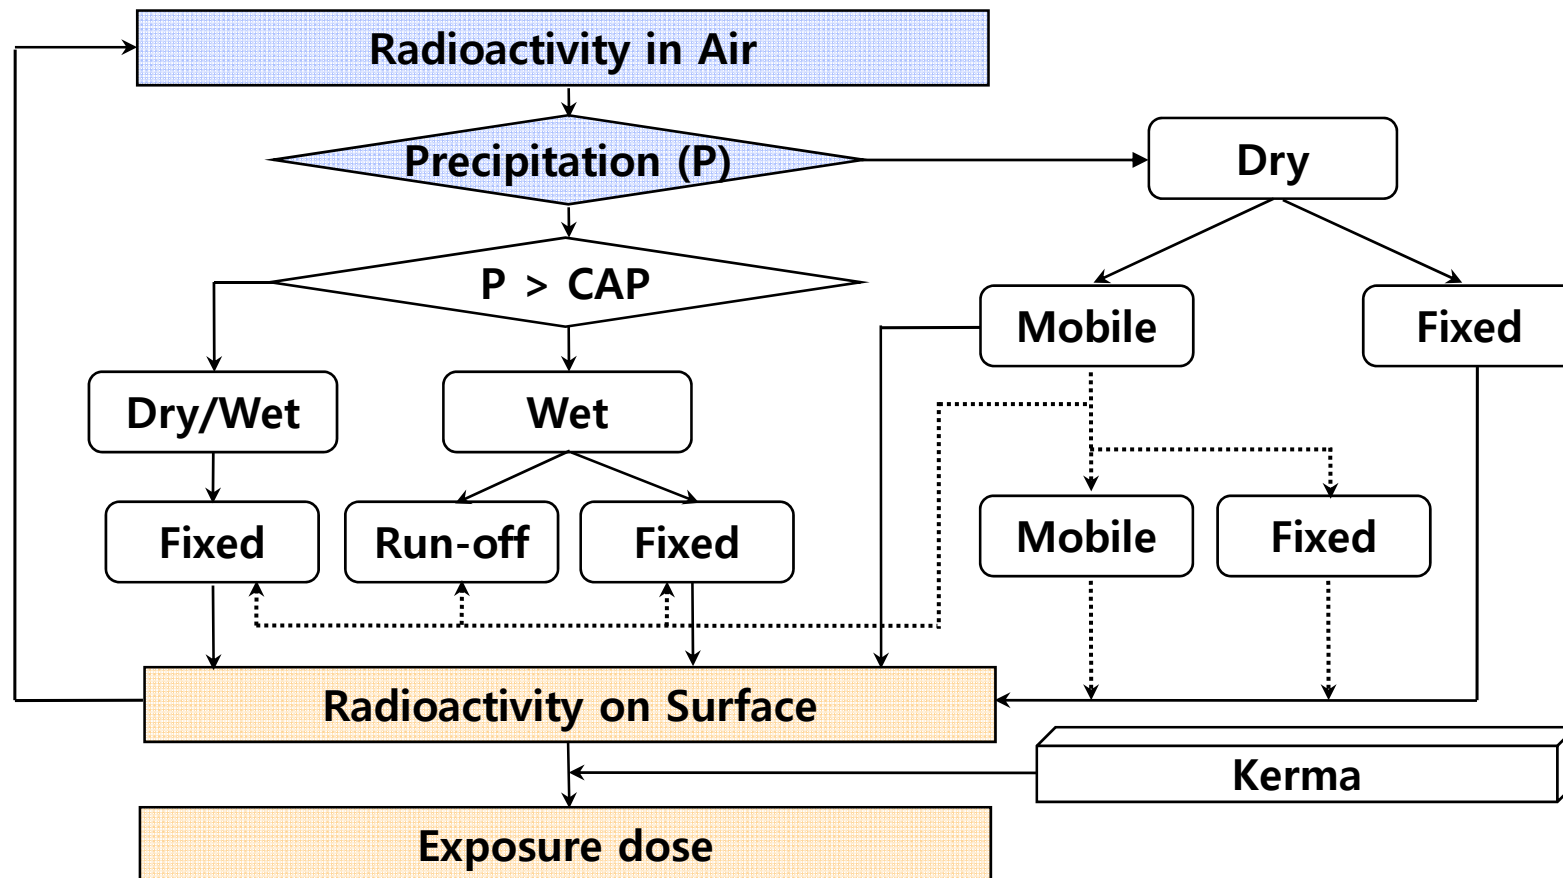 Radioactivity in Air
Precipitation (P)
Dry
P > CAP
Mobile
Fixed
Dry/Wet
Wet
Fixed
Run-off
Fixed
Mobile
Fixed
Radioactivity on Surface
Kerma
Exposure dose